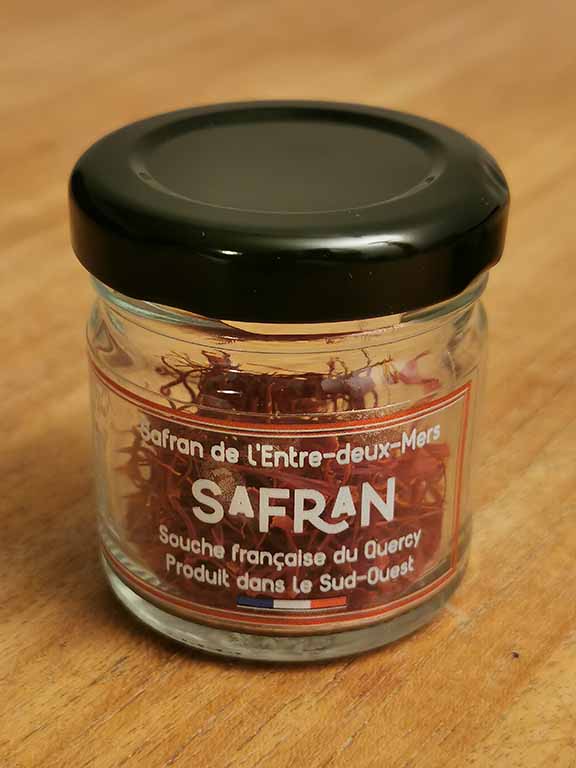 Safran de l'Entre-deux-Mers
SAFRAN
Souche française du Quercy
Produit dans le Sud-Ouest